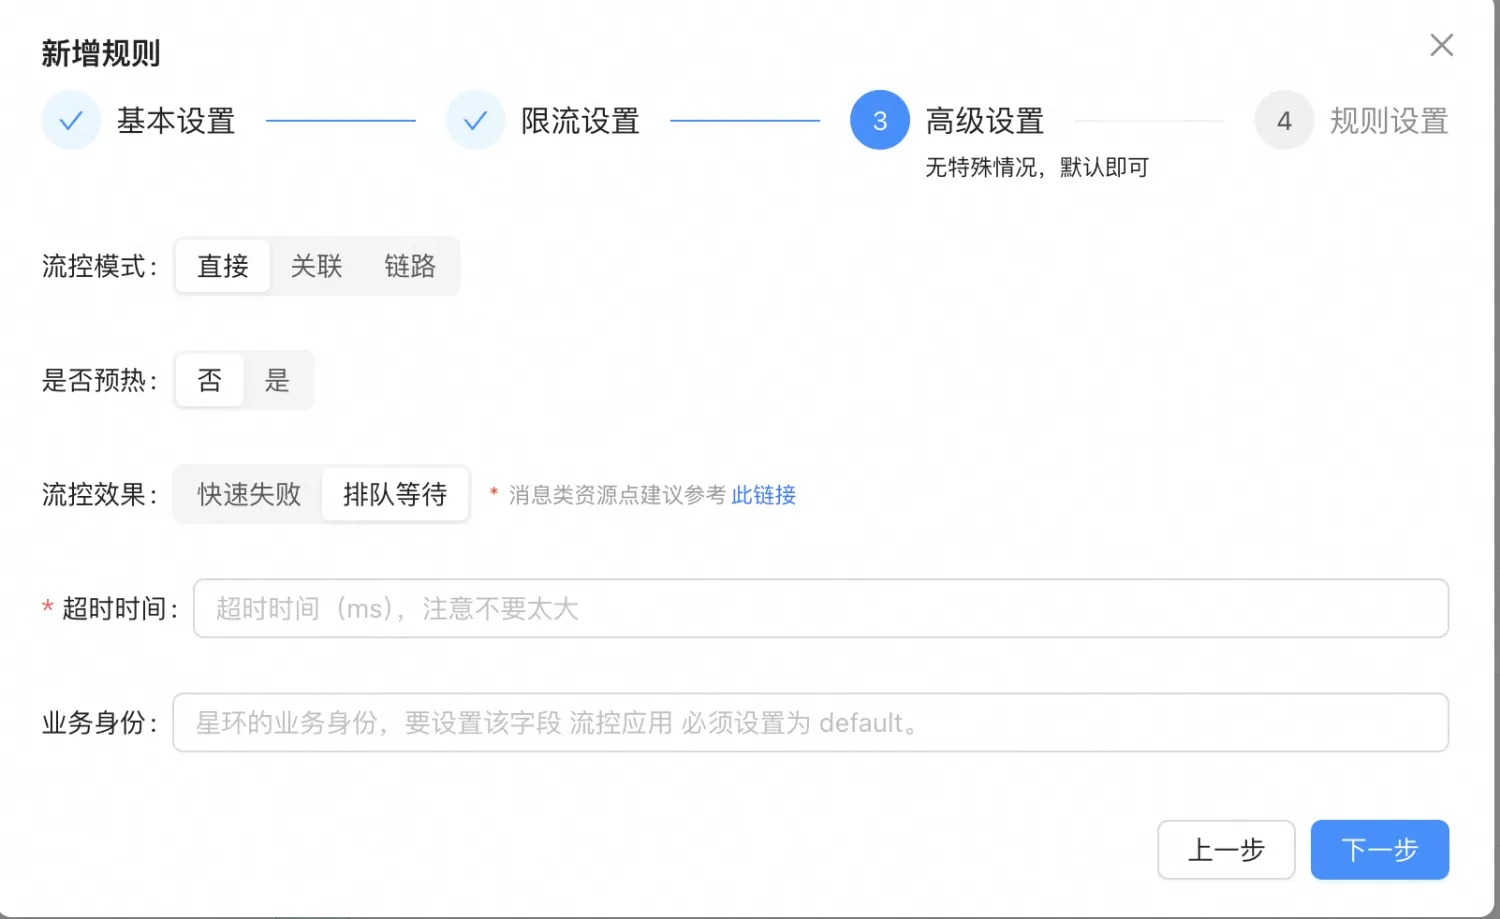 新增规则
基本设置 限流设置 3 高级设置 4 规则设置
无特殊情况，默认即可
流控模式： 直接 关联 链路
是否预热： 否 是
流控效果： 快速失败 排队等待 * 消息类资源点建议参考 此链接
* 超时时间： 超时时间（ms），注意不要太大
业务身份： 星环的业务身份，要设置该字段 流控应用 必须设置为 default。
上一步 下一步